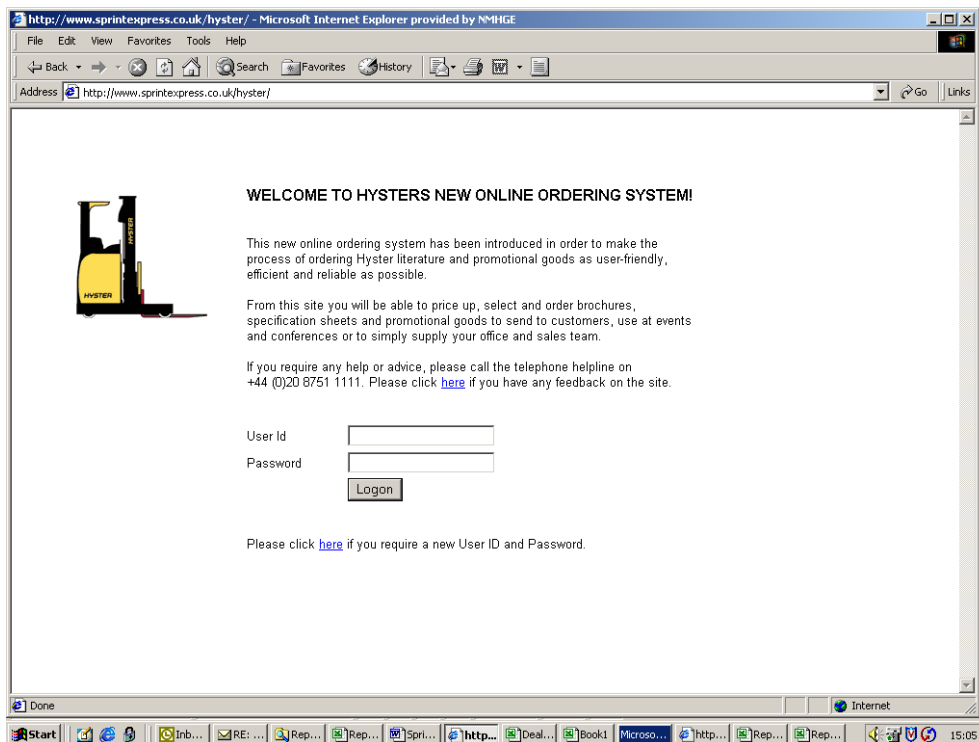 http://www.sprintexpress.co.uk/hyster/ - Microsoft Internet Explorer provided by NMHGE
File Edit View Favorites Tools Help
Back Search Favorites History
Address http://www.sprintexpress.co.uk/hyster/ Go Links
WELCOME TO HYSTERS NEW ONLINE ORDERING SYSTEM!
HYSTER
HYSTER
This new online ordering system has been introduced in order to make the
process of ordering Hyster literature and promotional goods as user-friendly,
efficient and reliable as possible.
From this site you will be able to price up, select and order brochures,
specification sheets and promotional goods to send to customers, use at events
and conferences or to simply supply your office and sales team.
If you require any help or advice, please call the telephone helpline on
+44 (0)20 8751 1111. Please click here if you have any feedback on the site.
User Id
Password
Logon
Please click here if you require a new User ID and Password.
Done Internet
Start Inb... RE: ... Rep... Rep... Spri... http... Deal... Book1 Microso... http... Rep... Rep...